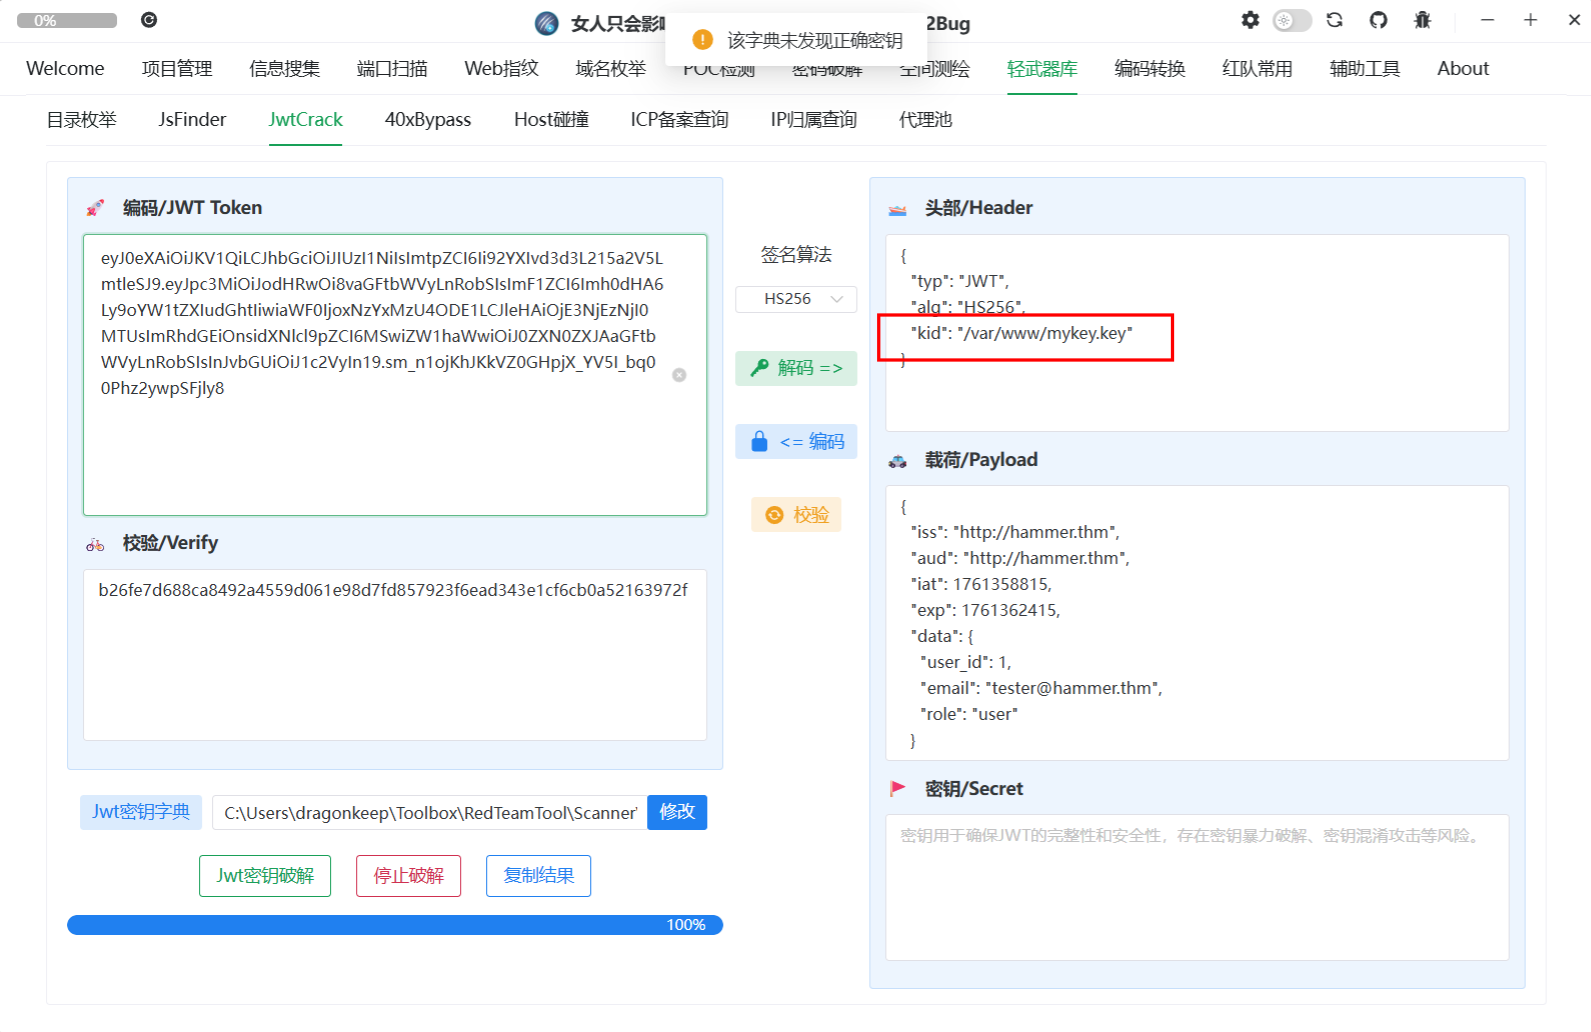 0%
女人只会影
2Bug
该字典未发现正确密钥
Welcome
项目管理
信息搜集
端口扫描
Web指纹
域名枚举
POC检测
密码破解
空间测绘
轻武器库
编码转换
红队常用
辅助工具
About
目录枚举
JsFinder
JwtCrack
40xBypass
Host碰撞
ICP备案查询
IP归属查询
代理池
编码/JWT Token
eyJ0eXAiOiJKV1QiLCJhbGciOiJIUzI1NiIsImtpZCI6Ii92YXIvd3d3L215a2V5L
mtleSJ9.eyJpc3MiOiJodHRwOi8vaGFtbWVyLnRobSIsImF1ZCI6Imh0dHA6
Ly9oYW1tZXIudGhtIiwiaWF0IjoxNzYxMzU4ODE1LCJleHAiOjE3NjEzNjI0
MTUsImRhdGEiOnsidXNlcl9pZCI6MSwiZW1haWwiOiJ0ZXN0ZXJAaGFtb
WVyLnRobSIsInJvbGUiOiJ1c2VyIn19.sm_n1ojKhJKkVZ0GHpjX_YV5I_bq0
0Phz2ywpSFjly8
校验/Verify
b26fe7d688ca8492a4559d061e98d7fd857923f6ead343e1cf6cb0a52163972f
Jwt密钥字典
C:\Users\dragonkeep\Toolbox\RedTeamTool\Scanner\
修改
Jwt密钥破解
停止破解
复制结果
100%
签名算法
HS256
解码 =>
<= 编码
校验
头部/Header
{
"typ": "JWT",
"alg": "HS256",
"kid": "/var/www/mykey.key"
}
载荷/Payload
{
"iss": "http://hammer.thm",
"aud": "http://hammer.thm",
"iat": 1761358815,
"exp": 1761362415,
"data": {
"user_id": 1,
"email": "tester@hammer.thm",
"role": "user"
}
密钥/Secret
密钥用于确保JWT的完整性和安全性，存在密钥暴力破解、密钥混淆攻击等风险。